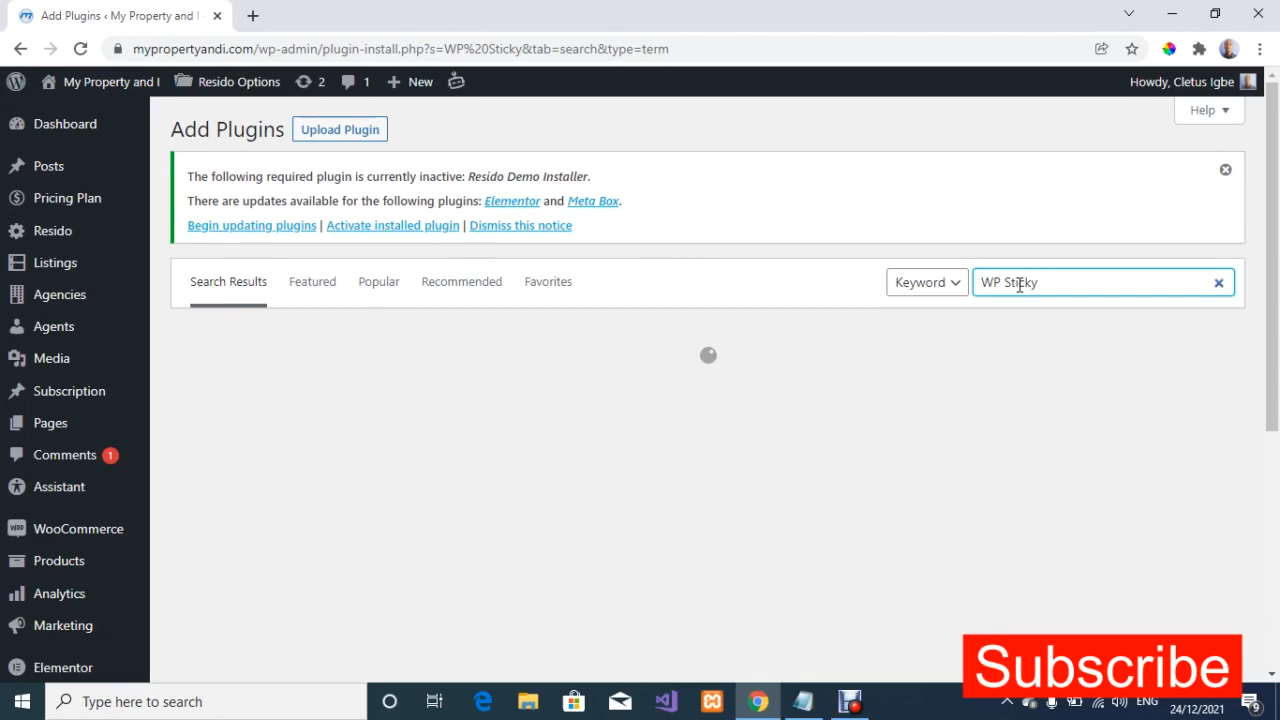 Add Plugins ‹ My Property and I -
mypropertyandi.com/wp-admin/plugin-install.php?s=WP%20Sticky&tab=search&type=term
My Property and I Resido Options 2 1 New Howdy, Cletus Igbe
Help
Add Plugins Upload Plugin
The following required plugin is currently inactive: Resido Demo Installer.
There are updates available for the following plugins: Elementor and Meta Box.
Begin updating plugins | Activate installed plugin | Dismiss this notice
Search Results Featured Popular Recommended Favorites Keyword WP Sticky
Dashboard
Posts
Pricing Plan
Resido
Listings
Agencies
Agents
Media
Subscription
Pages
Comments 1
Assistant
WooCommerce
Products
Analytics
Marketing
Elementor
Subscribe
Type here to search
ENG
24/12/2021
9